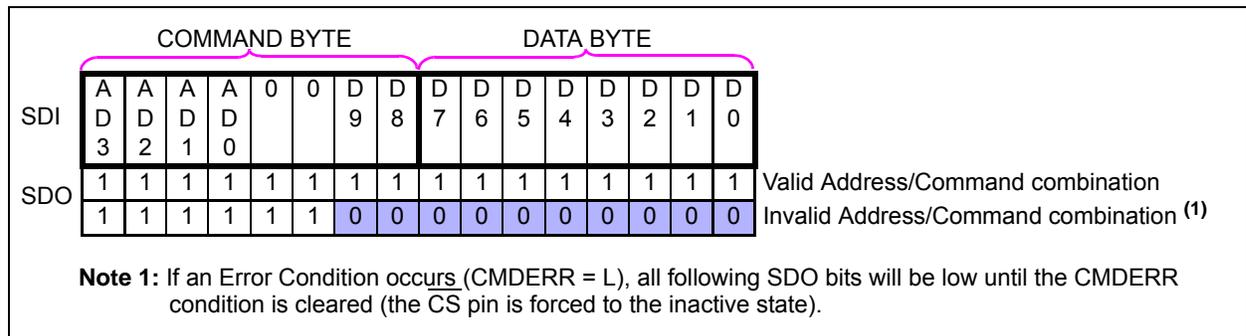 COMMAND BYTE DATA BYTE
SDI
A D 3 A D 2 A D 1 A D 0 0 0 D 9 D 8 D 7 D 6 D 5 D 4 D 3 D 2 D 1 D 0
SDO
1 1 1 1 1 1 1 1 1 1 1 1 1 1 1 1 Valid Address/Command combination
1 1 1 1 1 1 0 0 0 0 0 0 0 0 0 0 Invalid Address/Command combination (1)
Note 1: If an Error Condition occurs (CMDERR = L), all following SDO bits will be low until the CMDERR
condition is cleared (the CS pin is forced to the inactive state).